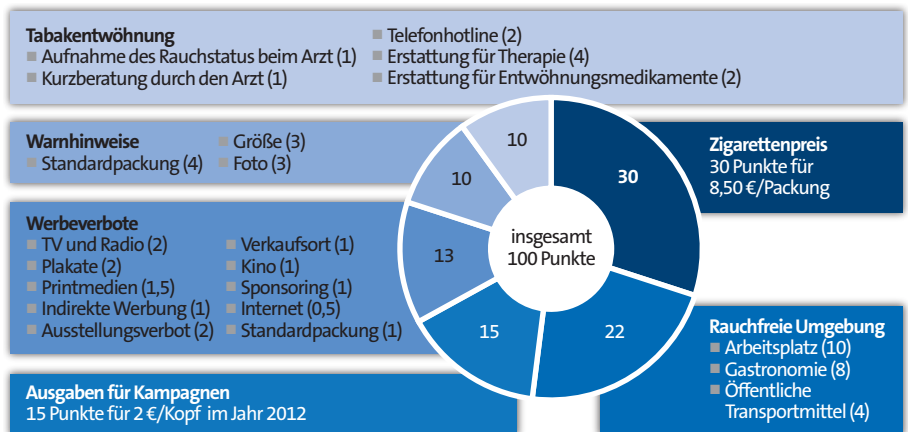 Tabakentwöhnung
Aufnahme des Rauchstatus beim Arzt (1)
Kurzberatung durch den Arzt (1)
Telefonhotline (2)
Erstattung für Therapie (4)
Erstattung für Entwöhnungsmedikamente (2)
Warnhinweise
Standardpackung (4)
Größe (3)
Foto (3)
Werbeverbote
TV und Radio (2)
Plakate (2)
Printmedien (1,5)
Indirekte Werbung (1)
Ausstellungsverbot (2)
Verkaufsort (1)
Kino (1)
Sponsoring (1)
Internet (0,5)
Standardpackung (1)
Ausgaben für Kampagnen
15 Punkte für 2 €/Kopf im Jahr 2012
10
10
13
15
22
30
insgesamt
100 Punkte
Zigarettenpreis
30 Punkte für
8,50 €/Packung
Rauchfreie Umgebung
Arbeitsplatz (10)
Gastronomie (8)
Öffentliche
Transportmittel (4)